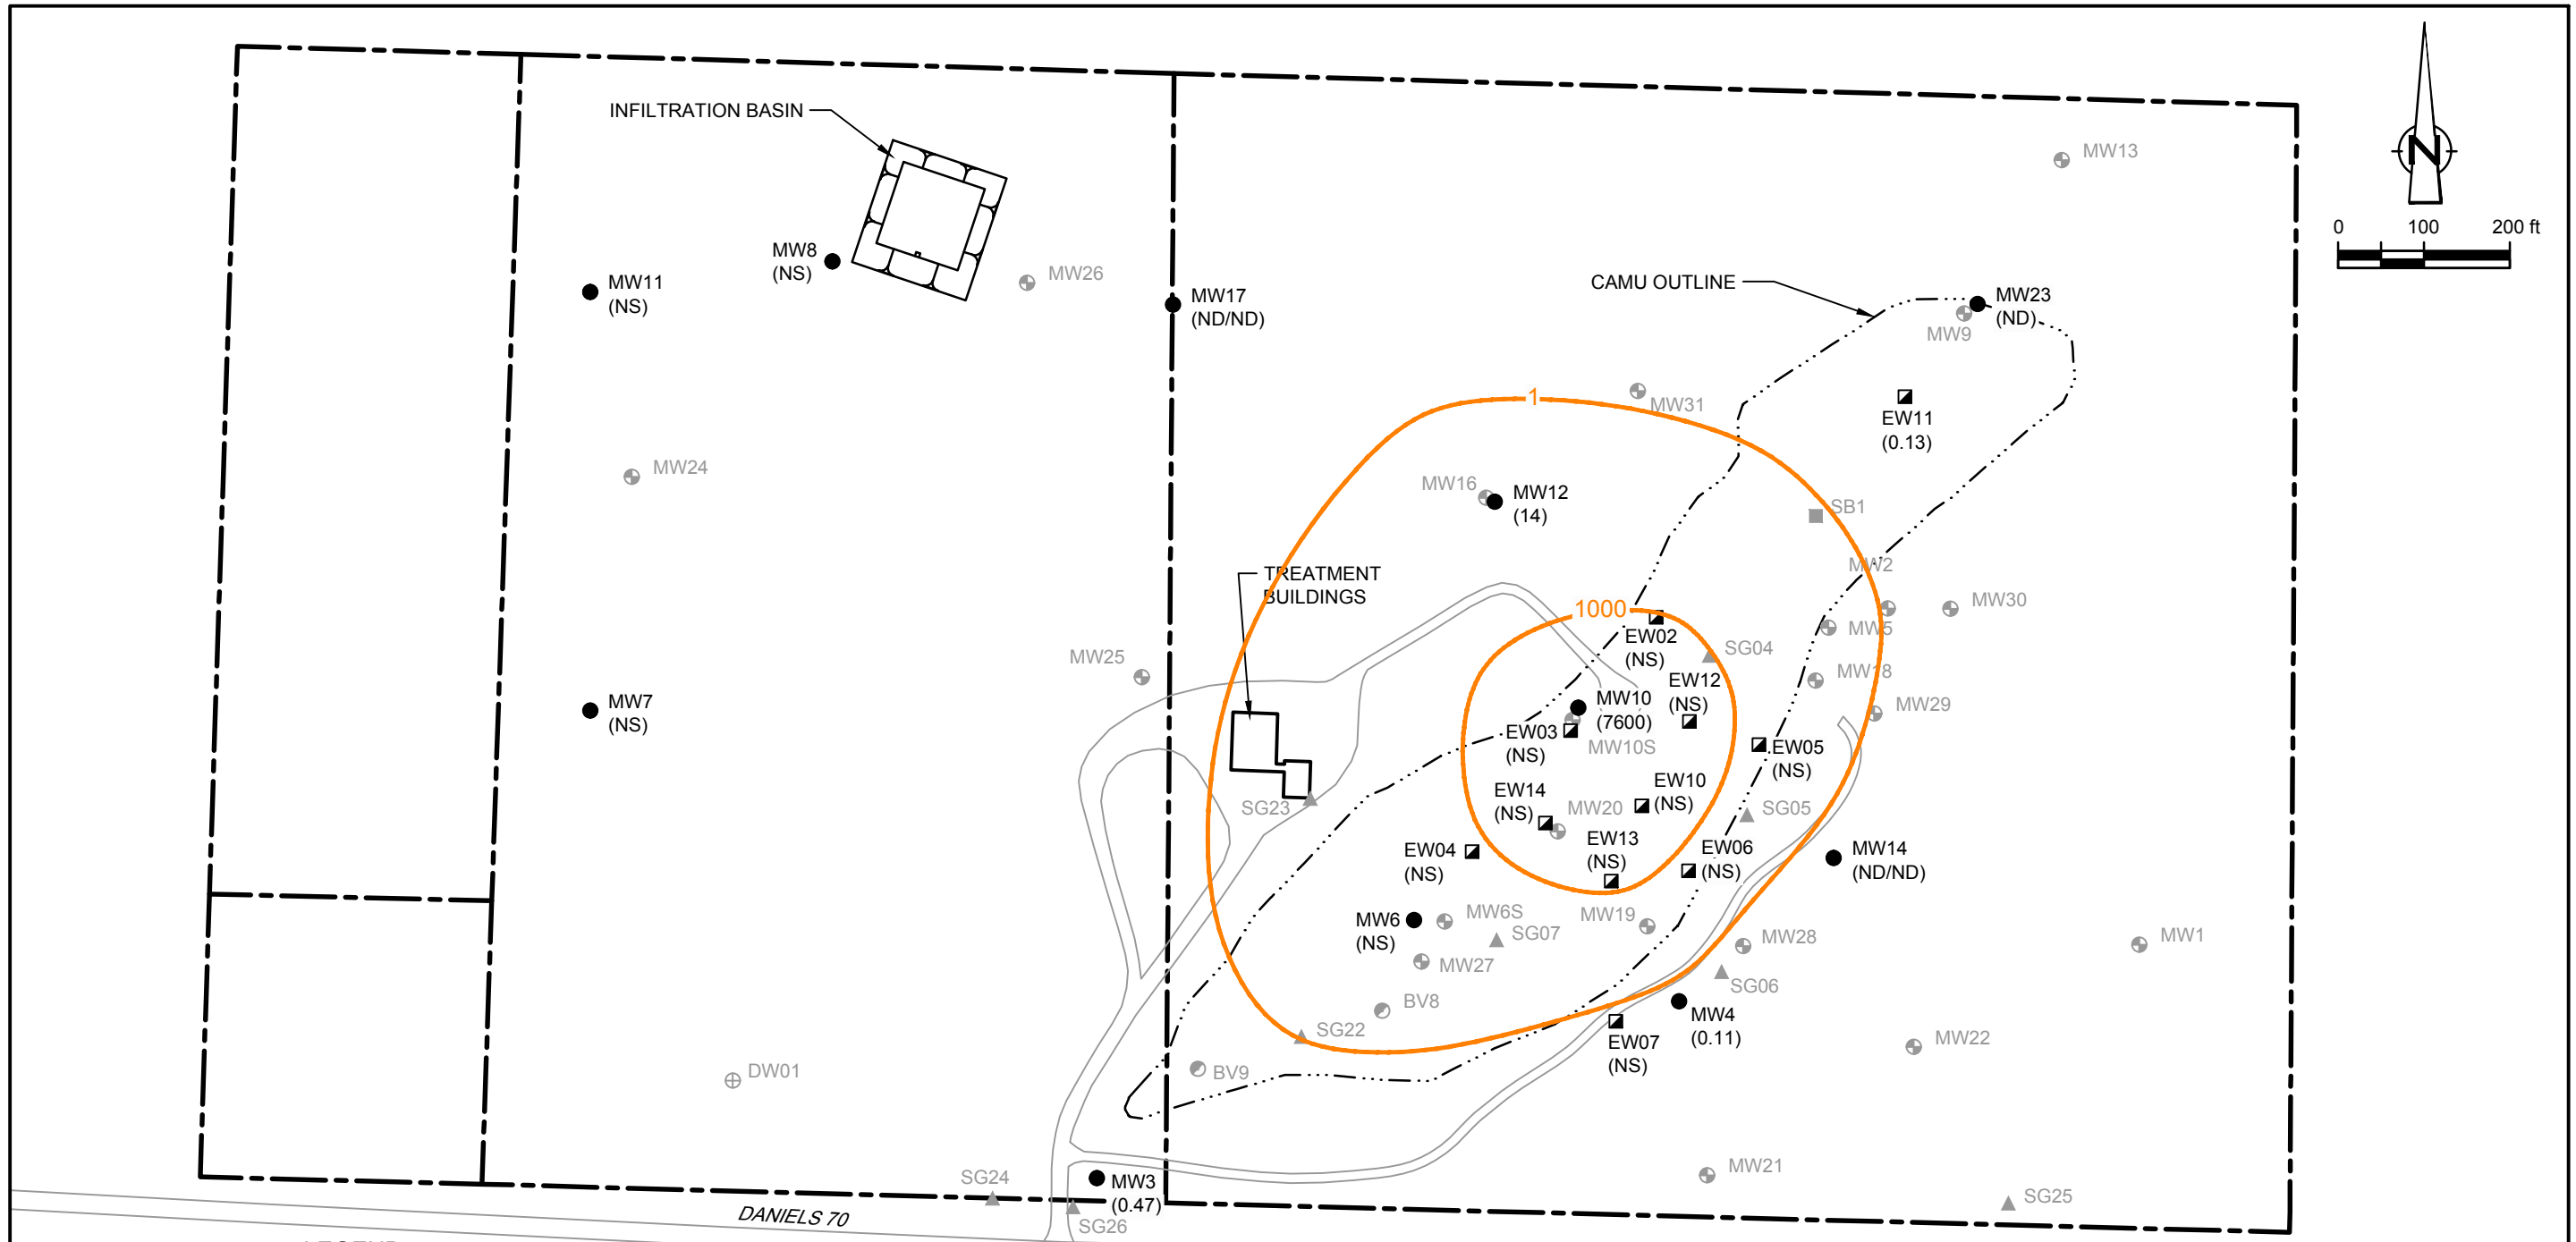 INFILTRATION BASIN
MW13
N
0 100 200 ft
MW8
(NS)
MW11
(NS)
MW26
MW17
(ND/ND)
CAMU OUTLINE
MW23
(ND)
MW9
1
MW31
EW11
(0.13)
MW24
MW16
MW12
(14)
SB1
TREATMENT
BUILDINGS
MW2
1000
MW30
EW02
(NS)
MW5
SG04
MW25
MW18
EW12
(NS)
MW7
(NS)
MW10
(7600)
MW29
EW03
(NS)
MW10S
EW05
(NS)
EW14
(NS)
EW10
(NS)
SG23
MW20
SG05
EW13
(NS)
EW04
(NS)
EW06
(NS)
MW14
(ND/ND)
MW6
(NS)
MW6S
MW19
SG07
MW28
MW1
MW27
SG06
BV8
MW4
(0.11)
SG22
EW07
(NS)
MW22
DW01
BV9
MW21
SG24
MW3
(0.47)
SG25
DANIELS 70
SG26